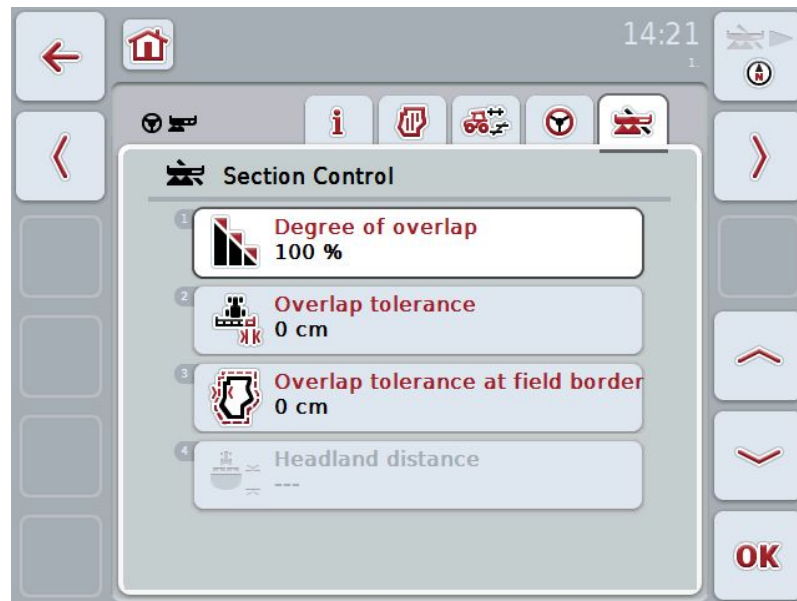 14:21
1.
N
i
Section Control
1
Degree of overlap
100 %
2
Overlap tolerance
0 cm
3
Overlap tolerance at field border
0 cm
4
Headland distance
---
OK